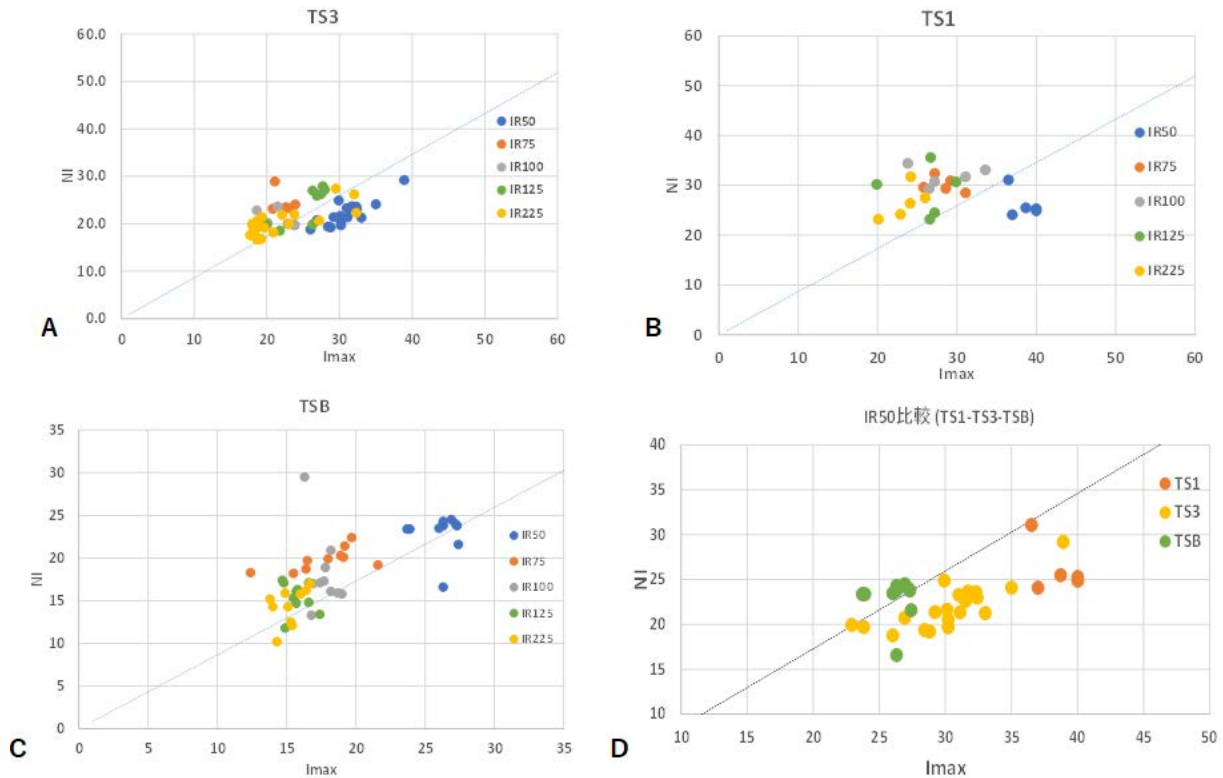 TS3
NI
60.0
50.0
40.0
30.0
20.0
10.0
0.0
0 10 20 30 40 50 60
Imax
IR50
IR75
IR100
IR125
IR225
A
TS1
NI
60
50
40
30
20
10
0
0 10 20 30 40 50 60
Imax
IR50
IR75
IR100
IR125
IR225
B
TSB
NI
35
30
25
20
15
10
5
0
0 5 10 15 20 25 30 35
Imax
IR50
IR75
IR100
IR125
IR225
C
IR50比較 (TS1-TS3-TSB)
NI
40
35
30
25
20
15
10
10 15 20 25 30 35 40 45 50
Imax
TS1
TS3
TSB
D